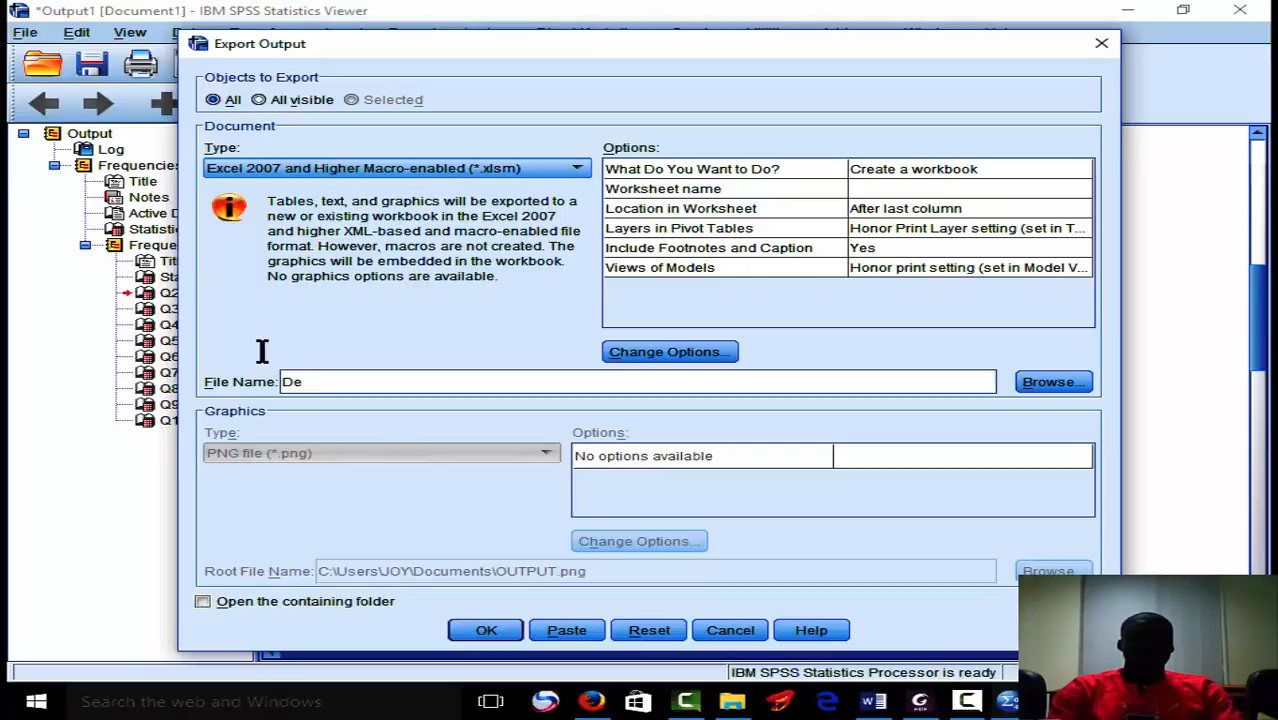 *Output1 [Document1] - IBM SPSS Statistics Viewer
File Edit View
Export Output
Objects to Export
All All visible Selected
Document
Type:
Excel 2007 and Higher Macro-enabled (*.xlsm)
Tables, text, and graphics will be exported to a
new or existing workbook in the Excel 2007
and higher XML-based and macro-enabled file
format. However, macros are not created. The
graphics will be embedded in the workbook.
No graphics options are available.
Options:
What Do You Want to Do? Create a workbook
Worksheet name
Location in Worksheet After last column
Layers in Pivot Tables Honor Print Layer setting (set in T...
Include Footnotes and Caption Yes
Views of Models Honor print setting (set in Model V...
Change Options...
File Name: De
Browse...
Graphics
Type:
PNG file (*.png)
Options:
No options available
Change Options...
Root File Name: C:\Users\JOY\Documents\OUTPUT.png
Browse...
Open the containing folder
OK Paste Reset Cancel Help
Output
Log
Frequencies
Title
Notes
Active D
Statisti
Freque
Tit
Sta
Q2
Q3
Q4
Q5
Q6
Q7
Q8
Q9
Q1
IBM SPSS Statistics Processor is ready
Search the web and Windows